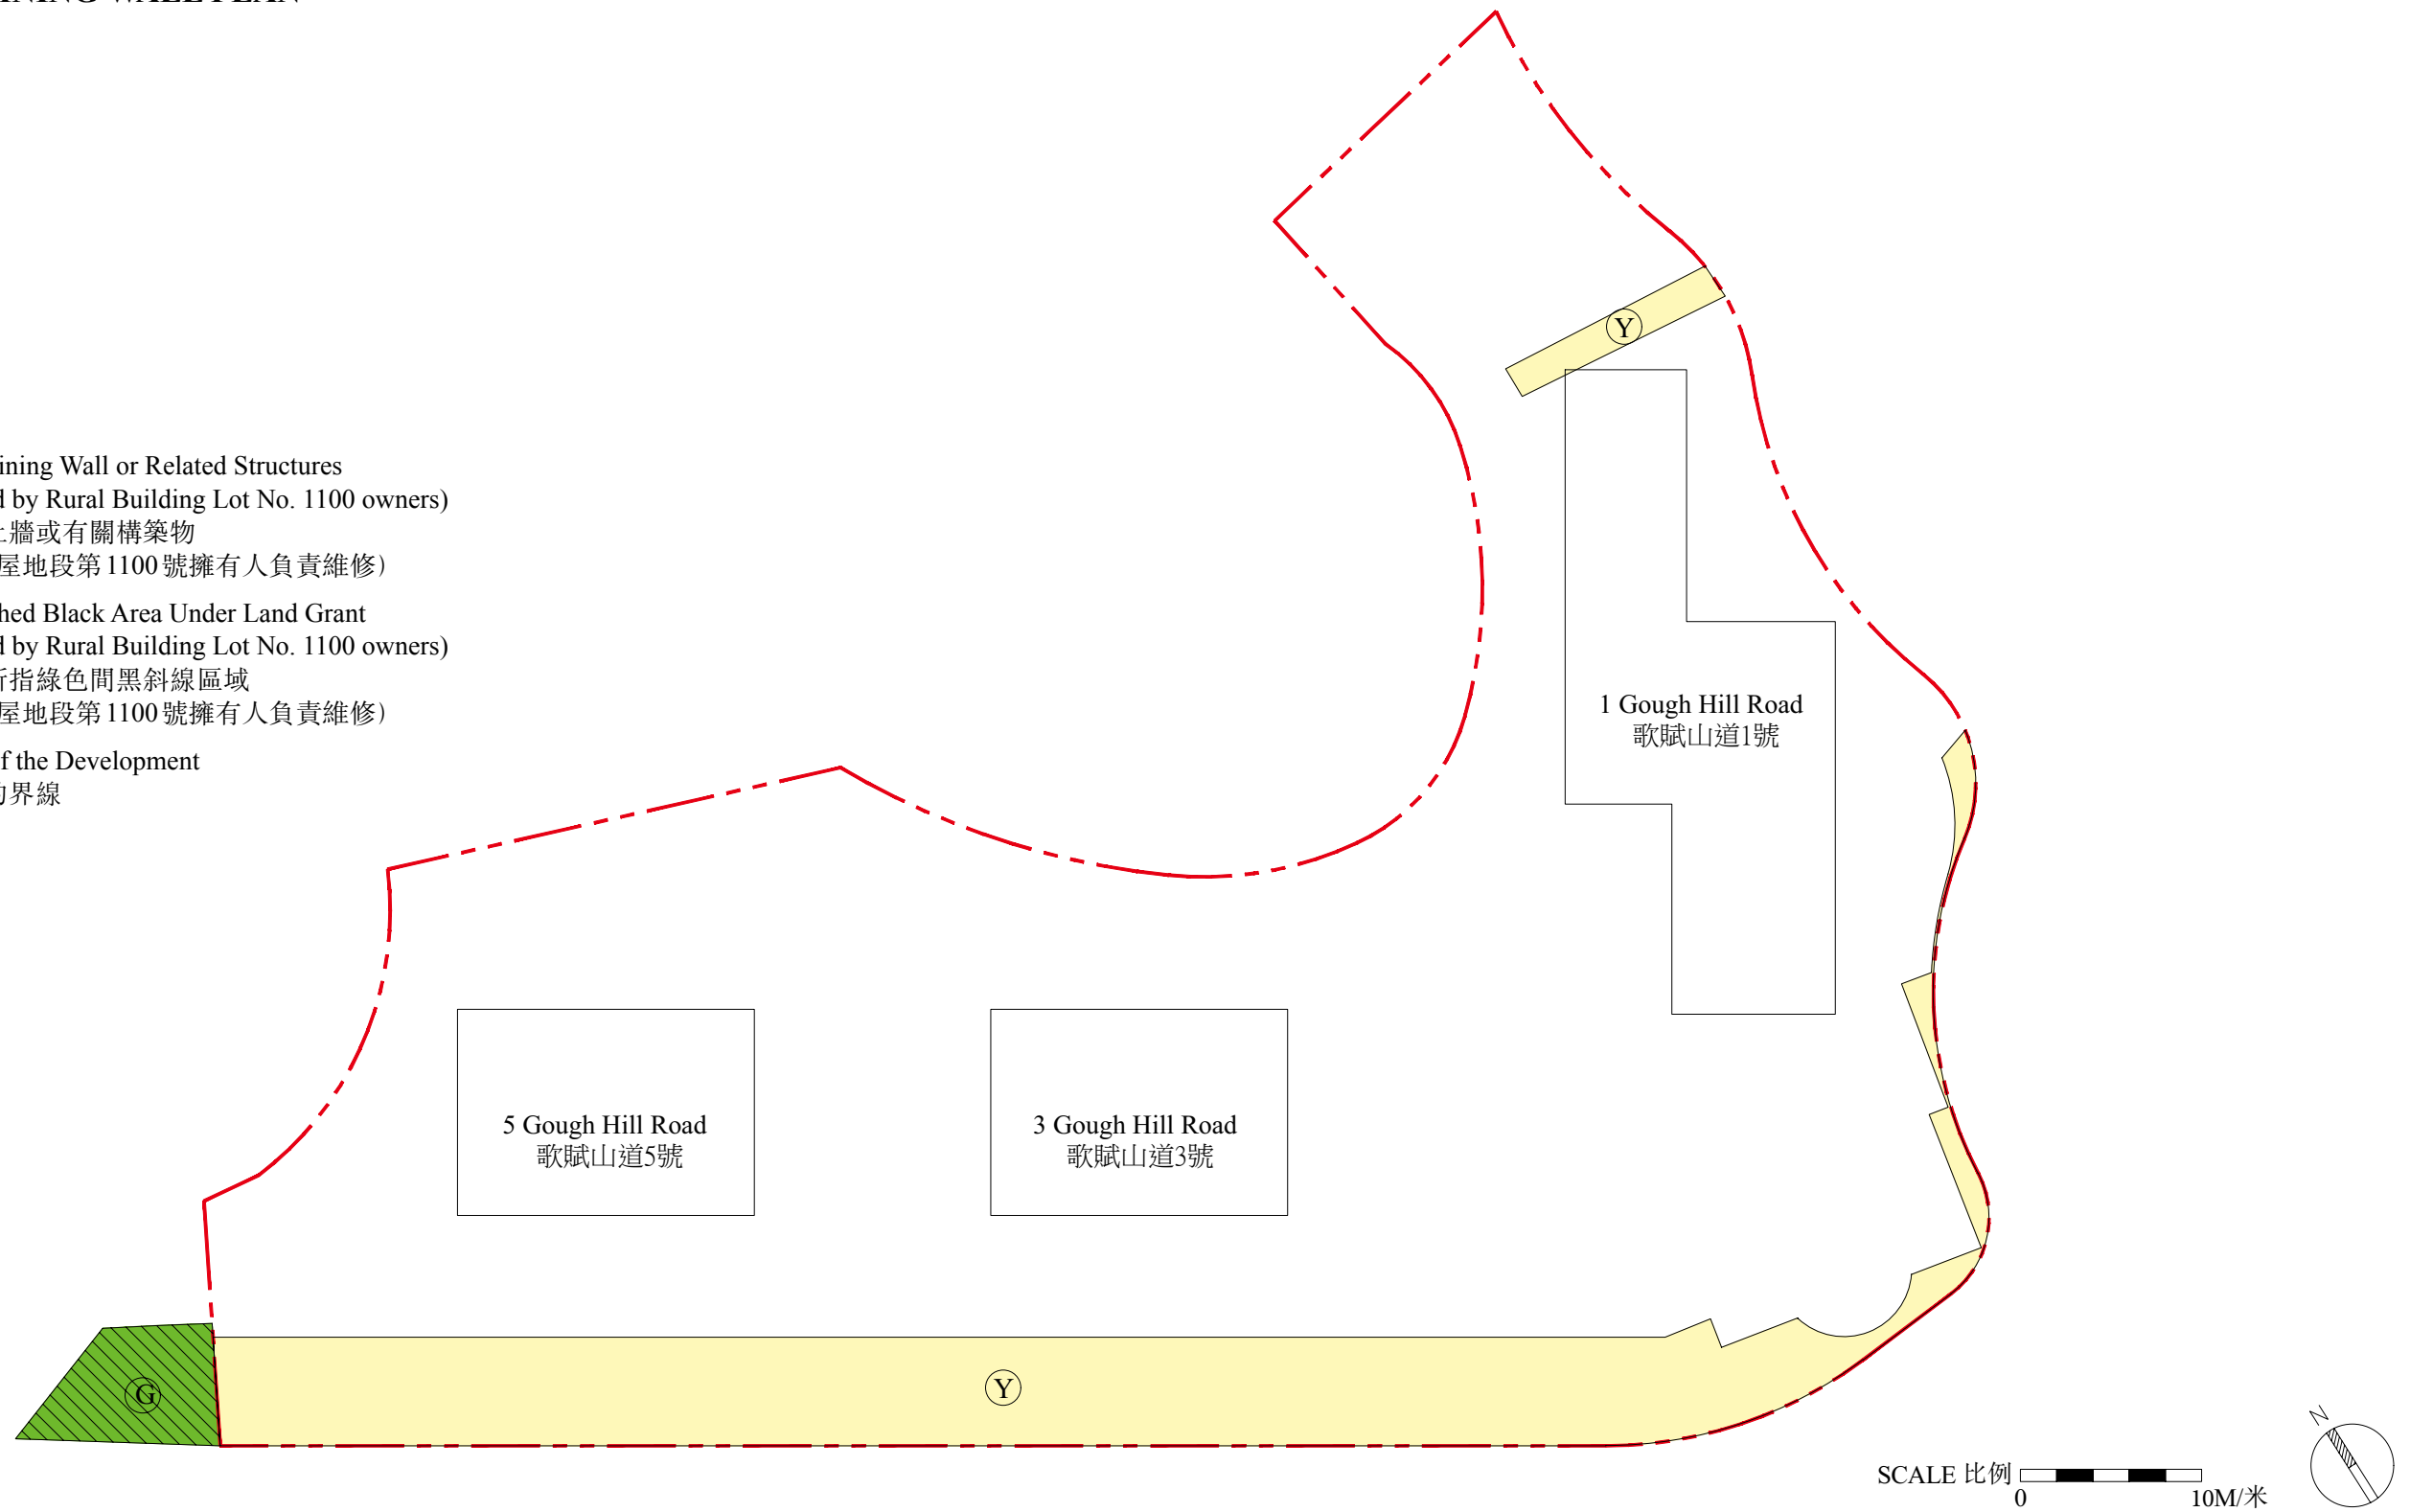 WALL PLAN
ining Wall or Related Structures
by Rural Building Lot No. 1100 owners)
牆或有關構築物
屋地段第1100號擁有人負責維修）
hed Black Area Under Land Grant
by Rural Building Lot No. 1100 owners)
指綠色間黑斜線區域
屋地段第1100號擁有人負責維修）
f the Development
界線
Y
1 Gough Hill Road
歌賦山道1號
5 Gough Hill Road
歌賦山道5號
3 Gough Hill Road
歌賦山道3號
G
Y
N
SCALE 比例
0
10M/米